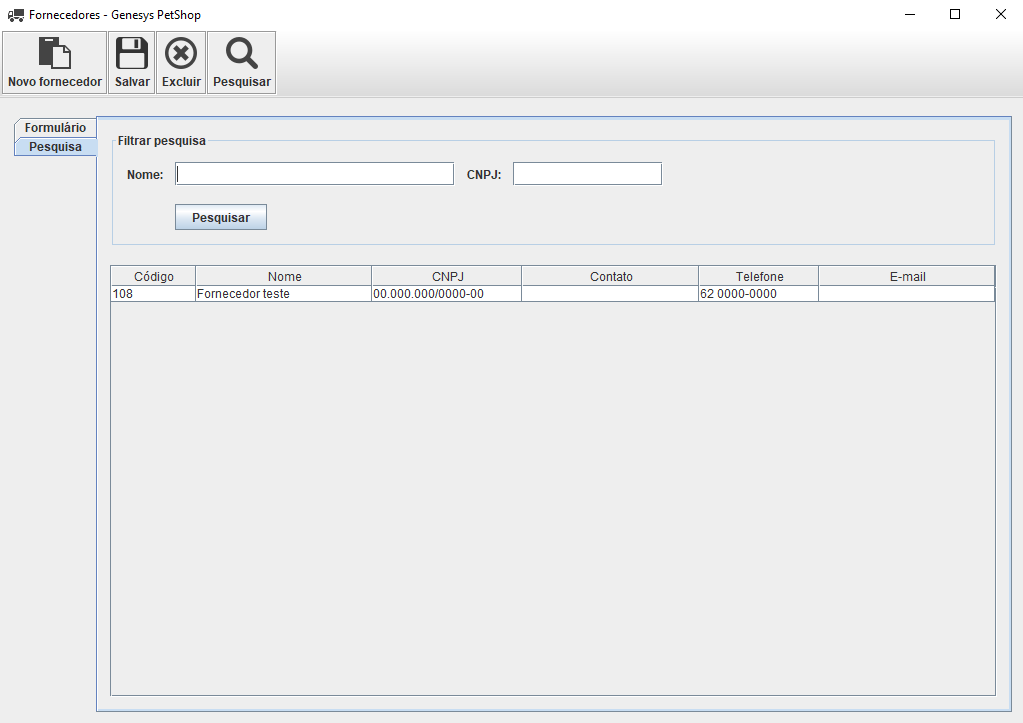 Fornecedores - Genesys PetShop
Novo fornecedor Salvar Excluir Pesquisar
Formulário
Pesquisa
Filtrar pesquisa
Nome: CNPJ:
Pesquisar
Código Nome CNPJ Contato Telefone E-mail
108 Fornecedor teste 00.000.000/0000-00 62 0000-0000